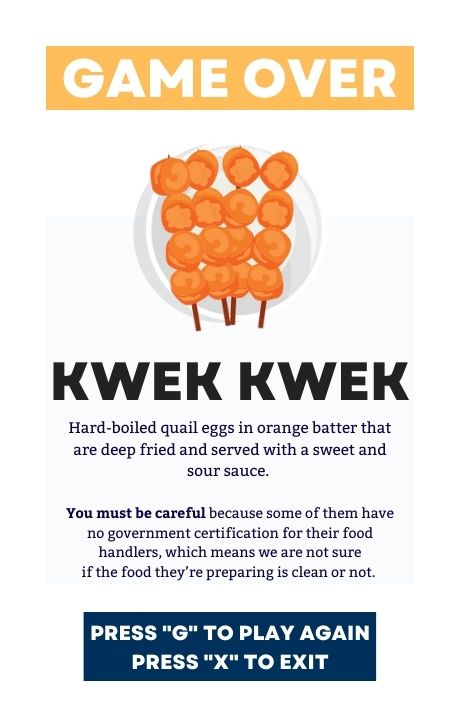 GAME OVER
KWEK KWEK
Hard-boiled quail eggs in orange batter that
are deep fried and served with a sweet and
sour sauce.
You must be careful because some of them have
no government certification for their food
handlers, which means we are not sure
if the food they're preparing is clean or not.
PRESS "G" TO PLAY AGAIN
PRESS "X" TO EXIT